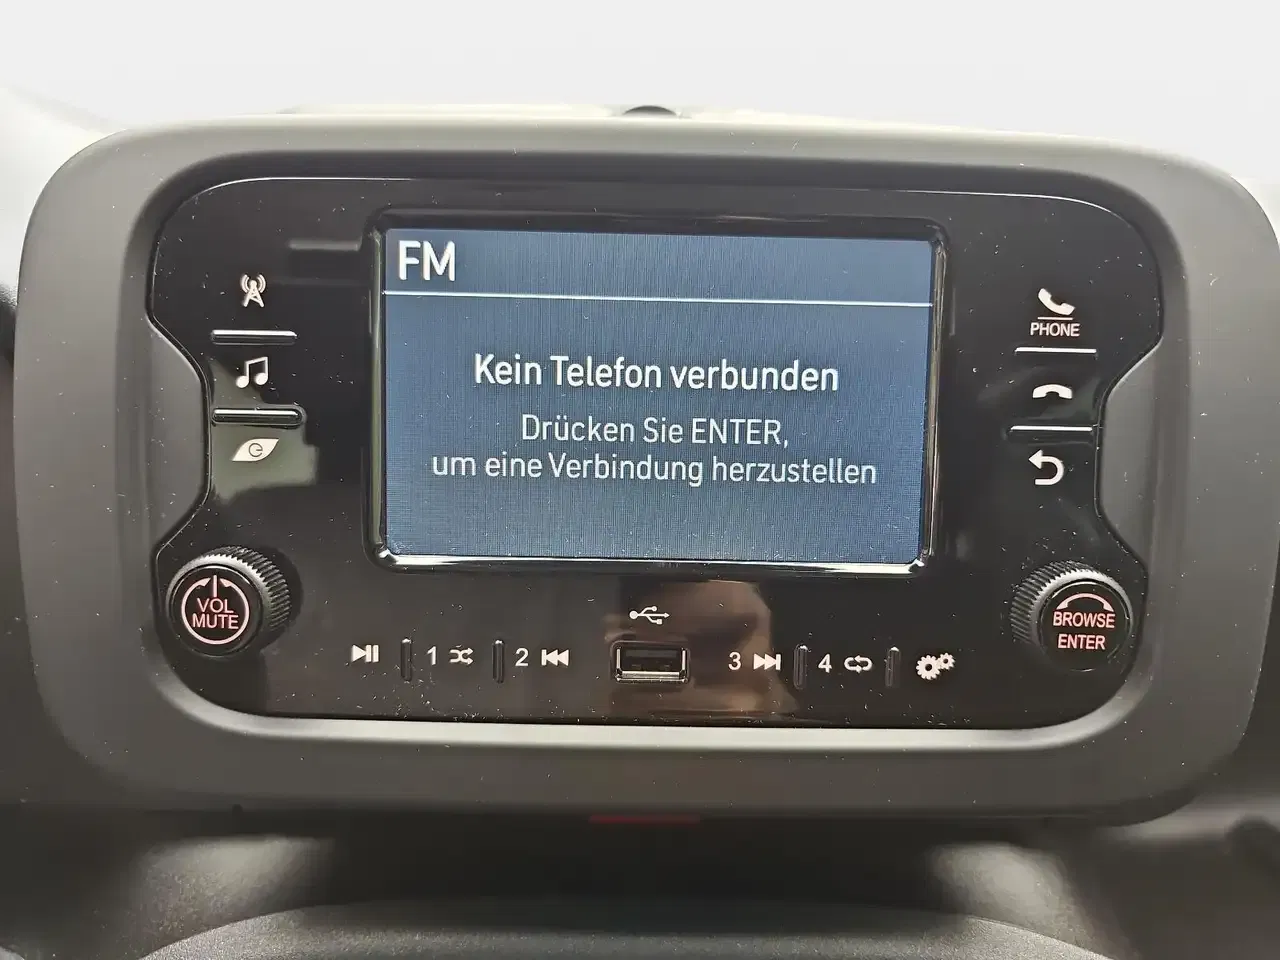 FM
Kein Telefon verbunden
Drücken Sie ENTER,
um eine Verbindung herzustellen
PHONE
VOL
MUTE
BROWSE
ENTER
1
2
3
4